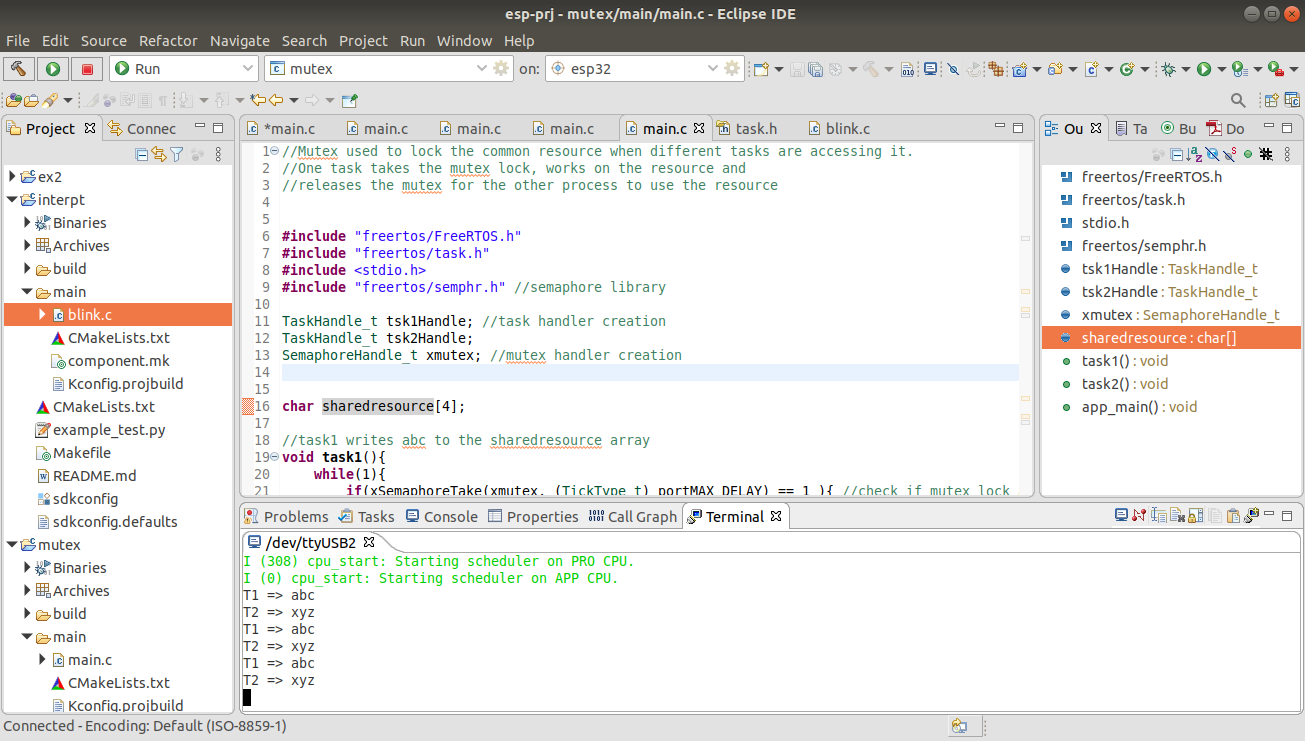 esp-prj - mutex/main/main.c - Eclipse IDE
File Edit Source Refactor Navigate Search Project Run Window Help
Run mutex on: esp32
Project Connec
ex2
interpt
Binaries
Archives
build
main
blink.c
CMakeLists.txt
component.mk
Kconfig.projbuild
CMakeLists.txt
example_test.py
Makefile
README.md
sdkconfig
sdkconfig.defaults
mutex
Binaries
Archives
build
main
main.c
CMakeLists.txt
Kconfig.projbuild
*main.c main.c main.c main.c main.c task.h blink.c
1 //Mutex used to lock the common resource when different tasks are accessing it.
2 //One task takes the mutex lock, works on the resource and
3 //releases the mutex for the other process to use the resource
4
5
6 #include "freertos/FreeRTOS.h"
7 #include "freertos/task.h"
8 #include <stdio.h>
9 #include "freertos/semphr.h" //semaphore library
10
11 TaskHandle_t tsk1Handle; //task handler creation
12 TaskHandle_t tsk2Handle;
13 SemaphoreHandle_t xmutex; //mutex handler creation
14
15
16 char sharedresource[4];
17
18 //task1 writes abc to the sharedresource array
19 void task1(){
20 while(1){
21 if(xSemaphoreTake(xmutex, (TickType_t) portMAX_DELAY) == 1 ){ //check if mutex lock
Ou Ta Bu Do
freertos/FreeRTOS.h
freertos/task.h
stdio.h
freertos/semphr.h
tsk1Handle : TaskHandle_t
tsk2Handle : TaskHandle_t
xmutex : SemaphoreHandle_t
sharedresource : char[]
task1() : void
task2() : void
app_main() : void
Problems Tasks Console Properties Call Graph Terminal
/dev/ttyUSB2
I (308) cpu_start: Starting scheduler on PRO CPU.
I (0) cpu_start: Starting scheduler on APP CPU.
T1 => abc
T2 => xyz
T1 => abc
T2 => xyz
T1 => abc
T2 => xyz
Connected - Encoding: Default (ISO-8859-1)